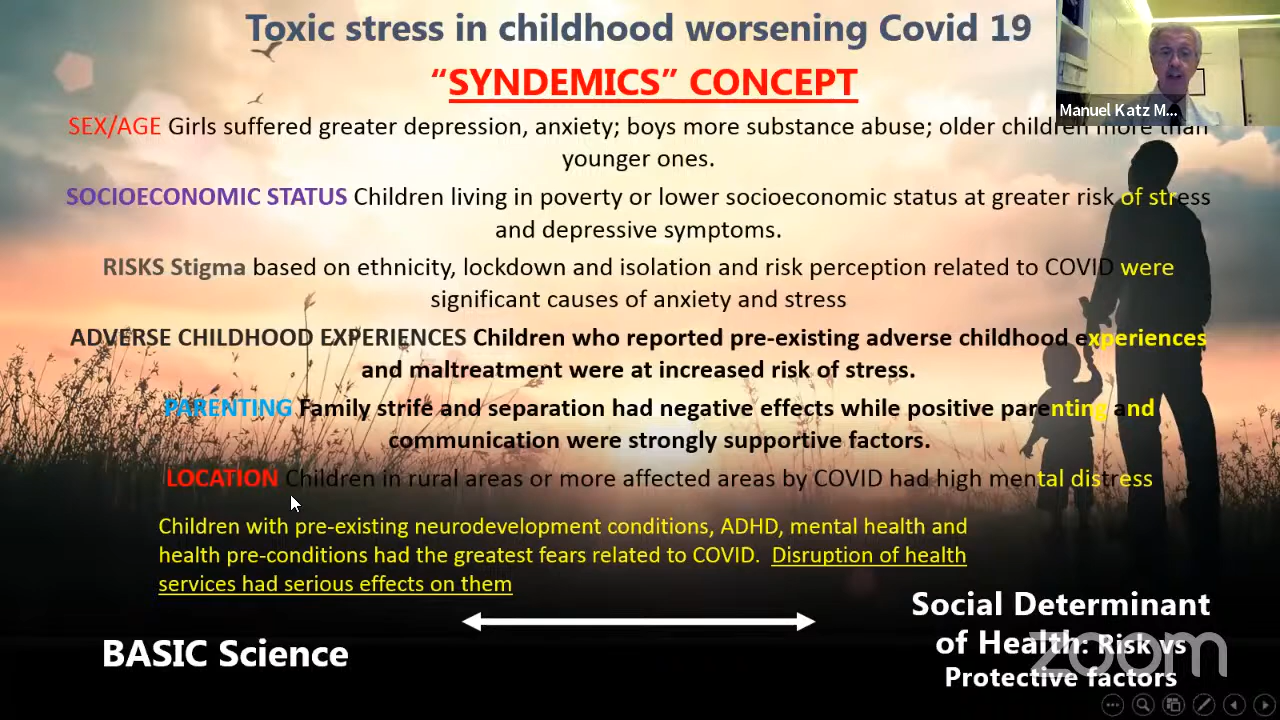 Toxic stress in childhood worsening Covid 19
“SYNDEMICS” CONCEPT
Manuel Katz M...
SEX/AGE Girls suffered greater depression, anxiety; boys more substance abuse; older children more than
younger ones.
SOCIOECONOMIC STATUS Children living in poverty or lower socioeconomic status at greater risk of stress
and depressive symptoms.
RISKS Stigma based on ethnicity, lockdown and isolation and risk perception related to COVID were
significant causes of anxiety and stress
ADVERSE CHILDHOOD EXPERIENCES Children who reported pre-existing adverse childhood experiences
and maltreatment were at increased risk of stress.
PARENTING Family strife and separation had negative effects while positive parenting and
communication were strongly supportive factors.
LOCATION Children in rural areas or more affected areas by COVID had high mental distress
Children with pre-existing neurodevelopment conditions, ADHD, mental health and
health pre-conditions had the greatest fears related to COVID. Disruption of health
services had serious effects on them
BASIC Science
Social Determinant
of Health: Risk vs
Protective factors
zoom